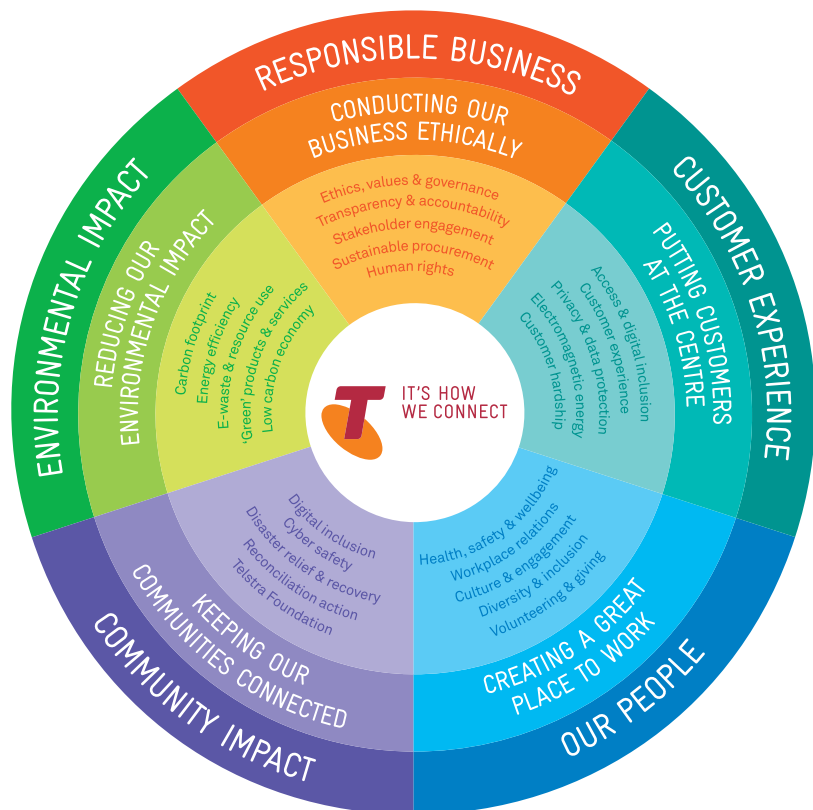 RESPONSIBLE BUSINESS
CONDUCTING OUR
BUSINESS ETHICALLY
Ethics, values & governance
Transparency & accountability
Stakeholder engagement
Sustainable procurement
Human rights
CUSTOMER EXPERIENCE
PUTTING CUSTOMERS
AT THE CENTRE
Access & digital inclusion
Customer experience
Privacy & data protection
Electromagnetic energy
Customer hardship
OUR PEOPLE
CREATING A GREAT
PLACE TO WORK
Health, safety & wellbeing
Workplace relations
Culture & engagement
Diversity & inclusion
Volunteering & giving
COMMUNITY IMPACT
KEEPING OUR
COMMUNITIES CONNECTED
Digital inclusion
Cyber safety
Disaster relief & recovery
Reconciliation action
Telstra Foundation
ENVIRONMENTAL IMPACT
REDUCING OUR
ENVIRONMENTAL IMPACT
Carbon footprint
Energy efficiency
E-waste & resource use
'Green' products & services
Low carbon economy
T
IT'S HOW
WE CONNECT